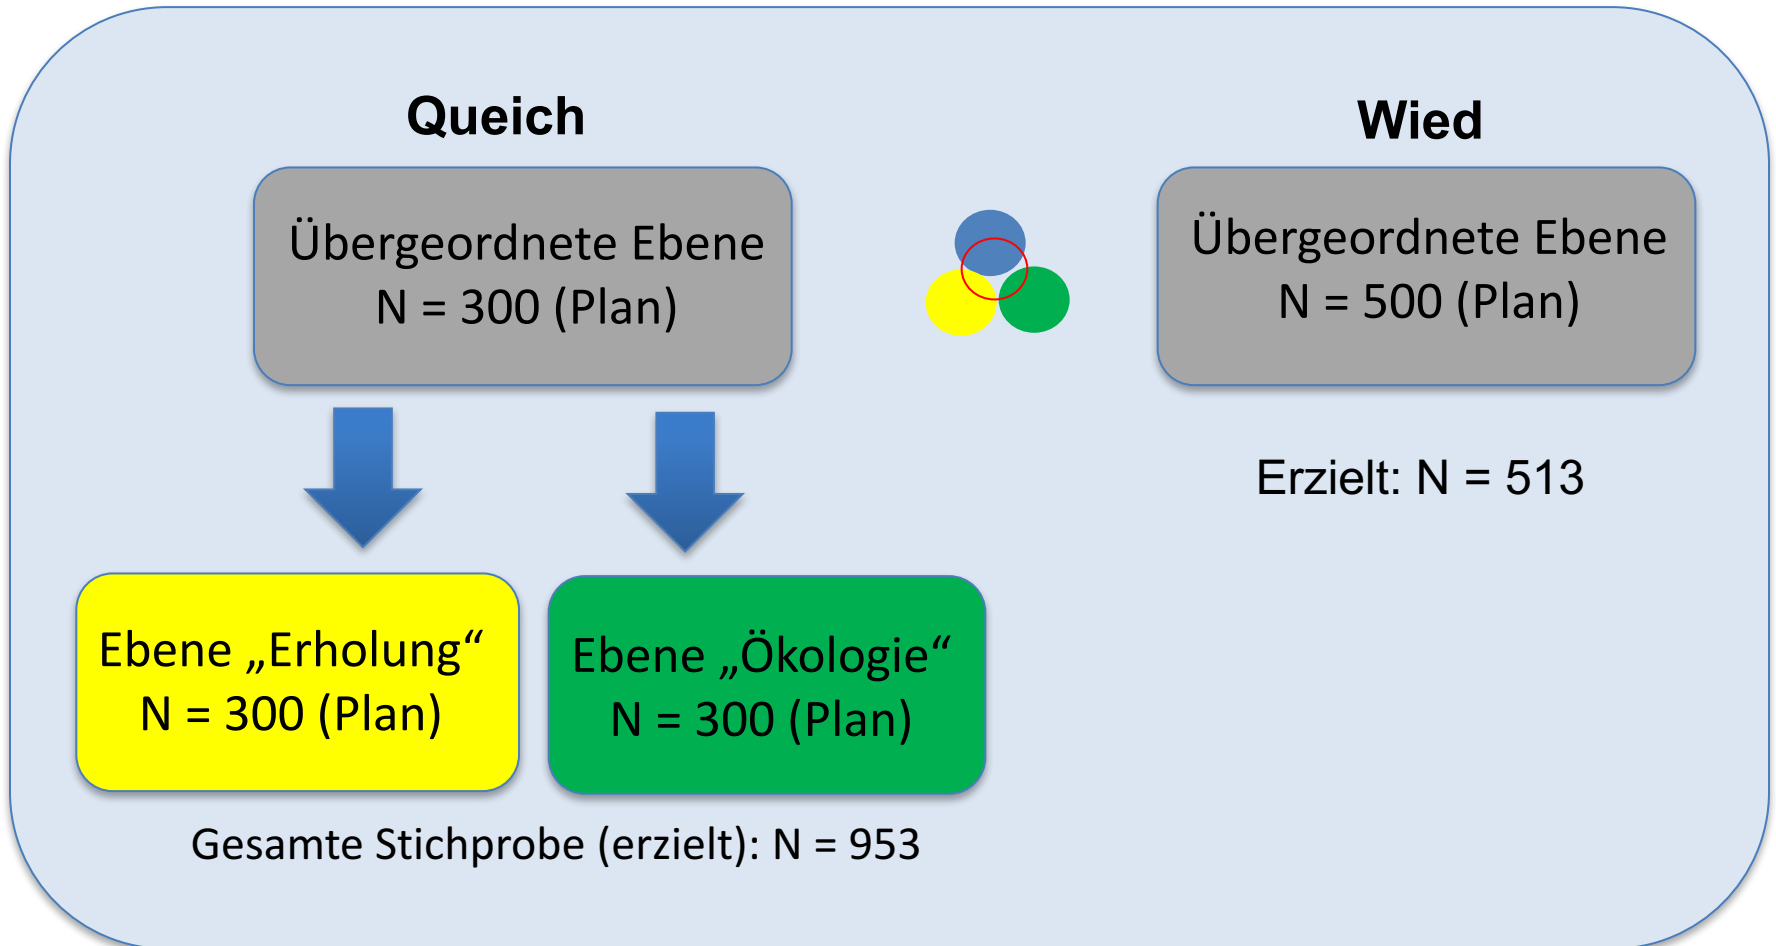 Queich
Übergeordnete Ebene
N = 300 (Plan)
Ebene „Erholung“
N = 300 (Plan)
Ebene „Ökologie“
N = 300 (Plan)
Gesamte Stichprobe (erzielt): N = 953
Wied
Übergeordnete Ebene
N = 500 (Plan)
Erzielt: N = 513